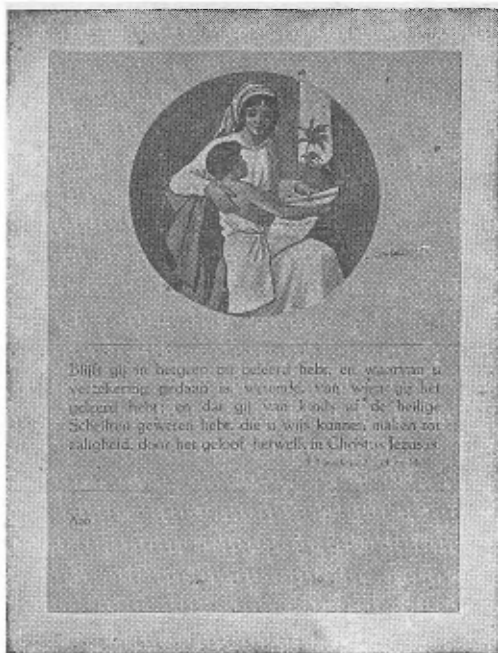 Blijft gij in hetgeen gij geleerd hebt, en waarvan u
verzekering gedaan is, wetende, van wien gij het
geleerd hebt; en dat gij van kinds af de heilige
Schriften geweten hebt, die u wijs kunnen maken tot
zaligheid, door het geloof, hetwelk in Christus Jezus is.
Aan